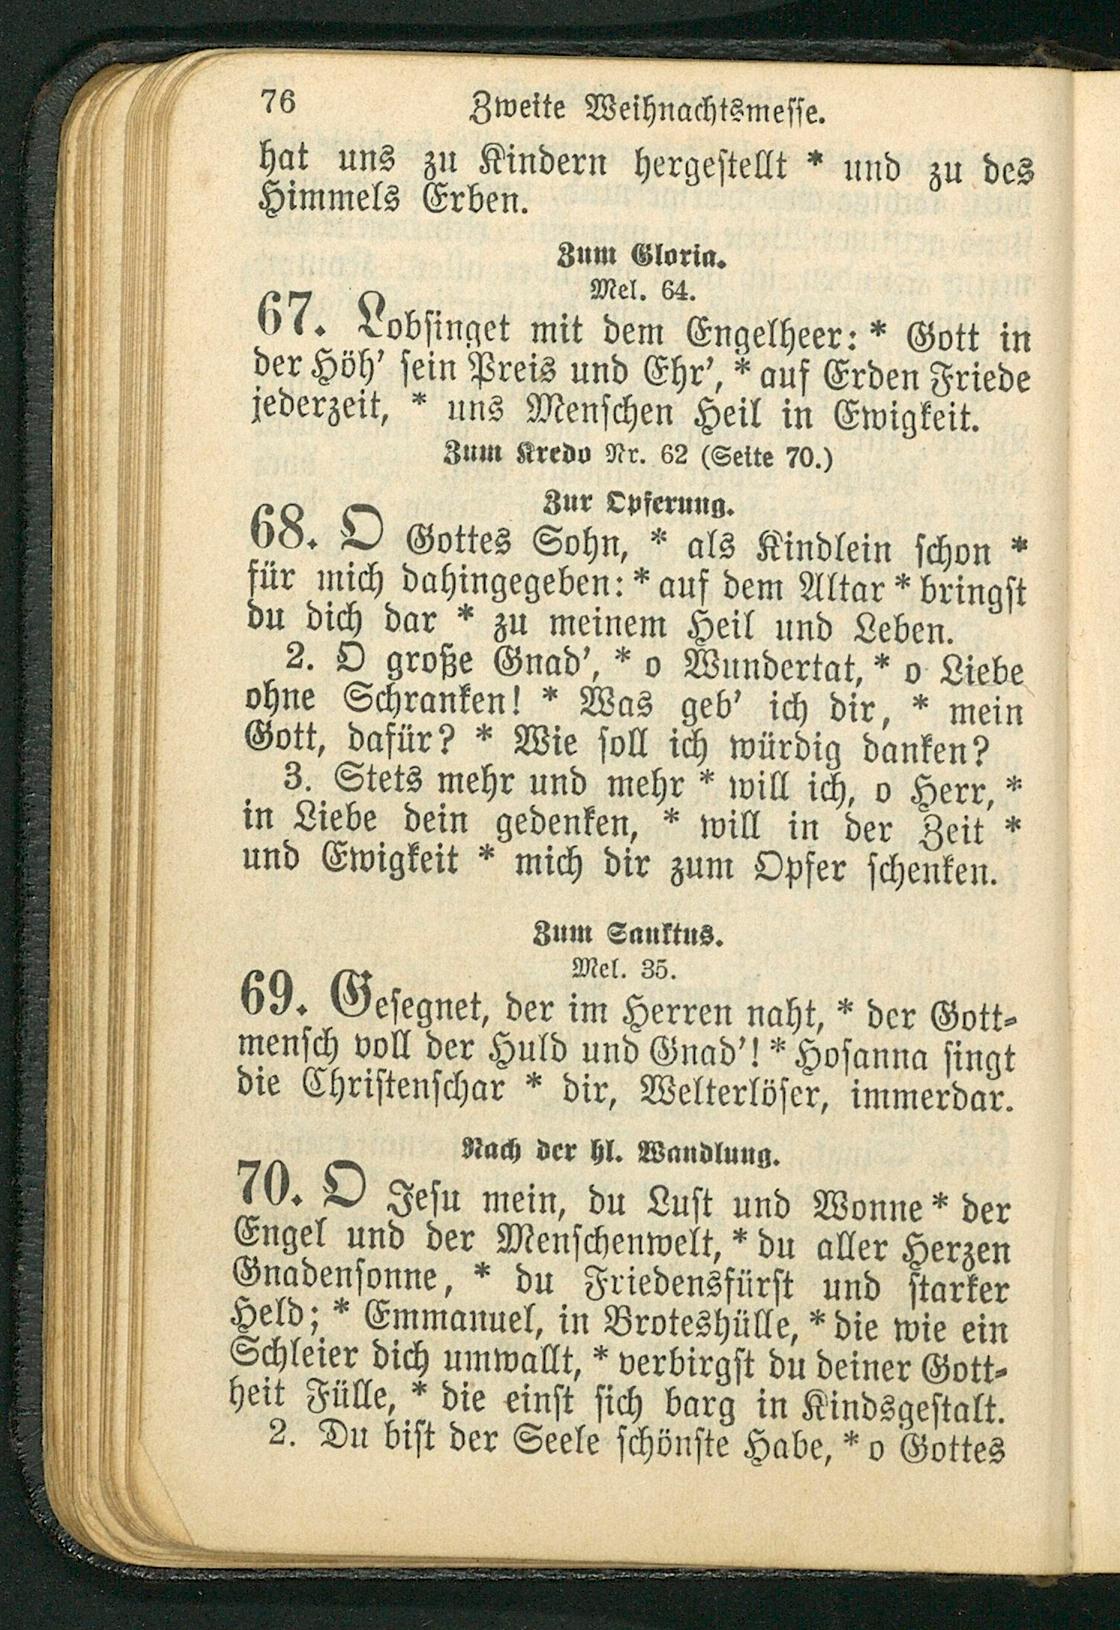 76 Zweite Weihnachtsmesse.
hat uns zu Kindern hergestellt * und zu des
Himmels Erben.
Zum Gloria.
Mel. 64.
67. Lobsinget mit dem Engelheer: * Gott in
der Höh' sein Preis und Ehr', * auf Erden Friede
jederzeit, * uns Menschen Heil in Ewigkeit.
Zum Kredo Nr. 62 (Seite 70.)
Zur Opferung.
68. O Gottes Sohn, * als Kindlein schon *
für mich dahingegeben: * auf dem Altar * bringst
du dich dar * zu meinem Heil und Leben.
2. O große Gnad', * o Wundertat, * o Liebe
ohne Schranken! * Was geb' ich dir, * mein
Gott, dafür? * Wie soll ich würdig danken?
3. Stets mehr und mehr * will ich, o Herr, *
in Liebe dein gedenken, * will in der Zeit *
und Ewigkeit * mich dir zum Opfer schenken.
Zum Sanktus.
Mel. 35.
69. Gesegnet, der im Herren naht, * der Gott-
mensch voll der Huld und Gnad'! * Hosanna singt
die Christenschar * dir, Welterlöser, immerdar.
Nach der hl. Wandlung.
70. O Jesu mein, du Lust und Wonne * der
Engel und der Menschenwelt, * du aller Herzen
Gnadensonne, * du Friedensfürst und starker
Held; * Emmanuel, in Broteshülle, * die wie ein
Schleier dich umwallt, * verbirgst du deiner Gott-
heit Fülle, * die einst sich barg in Kindsgestalt.
2. Du bist der Seele schönste Habe, * o Gottes